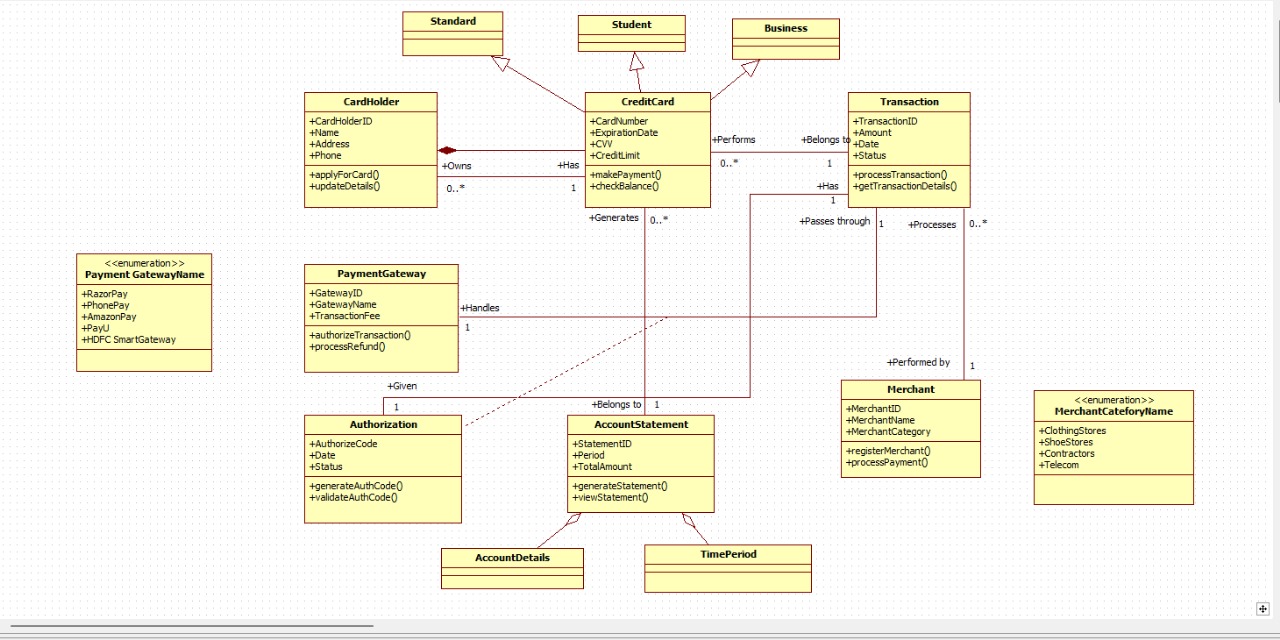 Standard
Student
Business
CardHolder
+CardHolderID
+Name
+Address
+Phone
+applyForCard()
+updateDetails()
CreditCard
+CardNumber
+ExpirationDate
+CVV
+CreditLimit
+makePayment()
+checkBalance()
Transaction
+TransactionID
+Amount
+Date
+Status
+processTransaction()
+getTransactionDetails()
+Owns
0..*
+Has
1
+Performs
0..*
+Belongs to
1
+Has
1
+Generates
0..*
+Passes through
1
+Processes
0..*
<<enumeration>>
Payment GatewayName
+RazorPay
+PhonePay
+AmazonPay
+PayU
+HDFC SmartGateway
PaymentGateway
+GatewayID
+GatewayName
+TransactionFee
+authorizeTransaction()
+processRefund()
+Handles
1
+Given
1
+Belongs to
1
+Performed by
1
Authorization
+AuthorizeCode
+Date
+Status
+generateAuthCode()
+validateAuthCode()
AccountStatement
+StatementID
+Period
+TotalAmount
+generateStatement()
+viewStatement()
Merchant
+MerchantID
+MerchantName
+MerchantCategory
+registerMerchant()
+processPayment()
<<enumeration>>
MerchantCateforyName
+ClothingStores
+ShoeStores
+Contractors
+Telecom
AccountDetails
TimePeriod